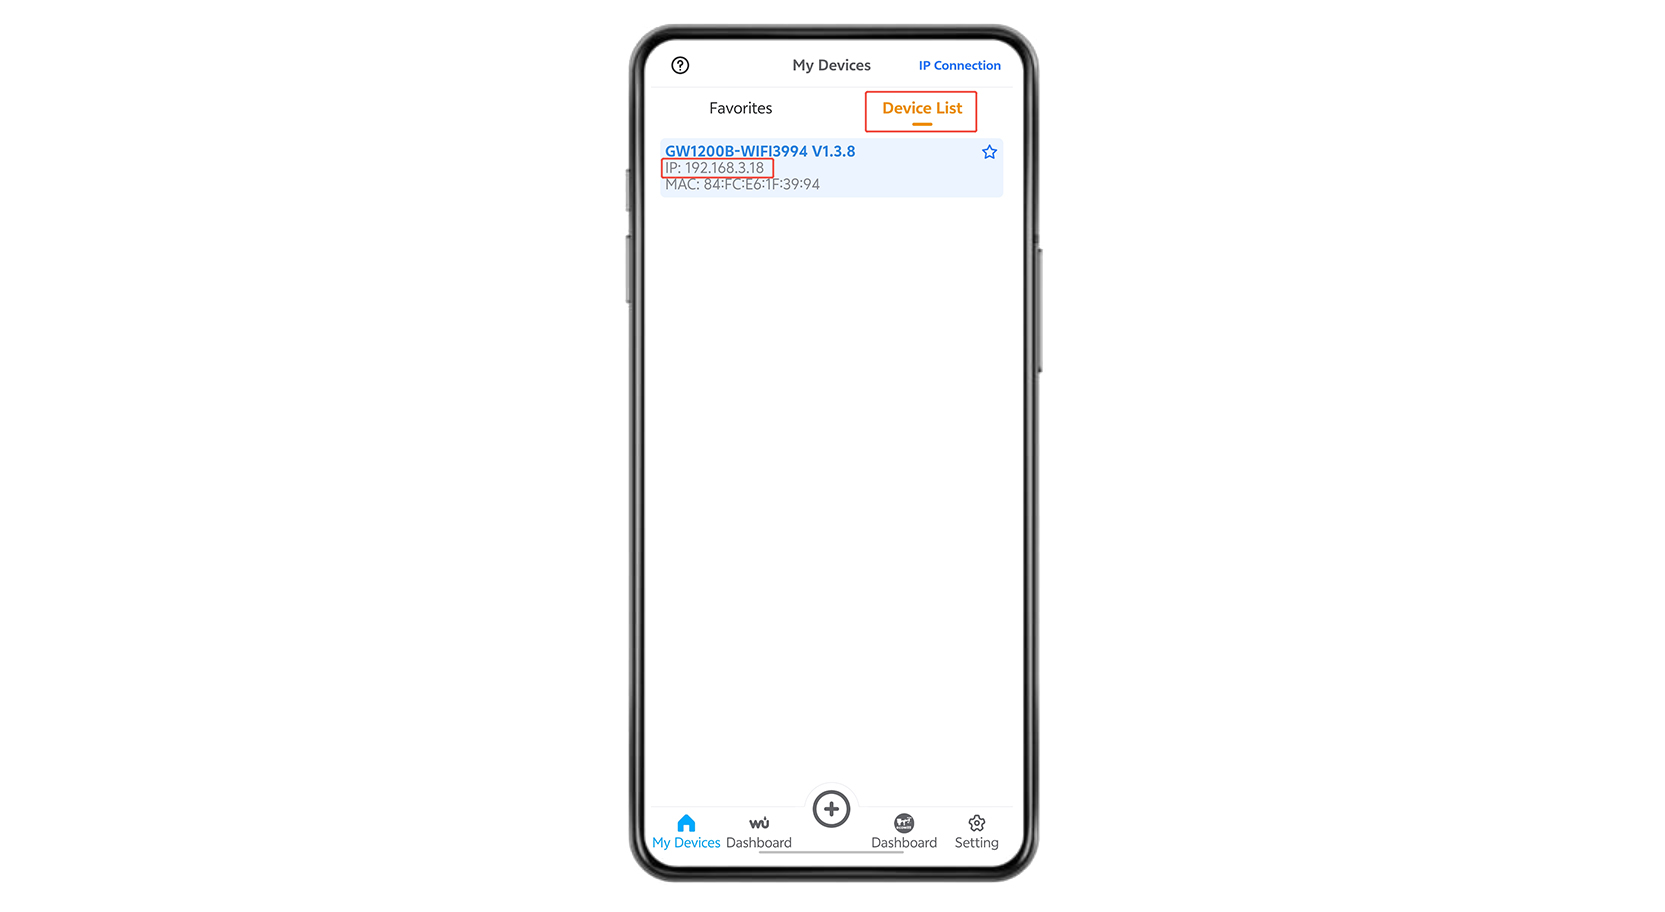 My Devices
IP Connection
Favorites
Device List
GW1200B-WIFI3994 V1.3.8
IP: 192.168.3.18
MAC: 84:FC:E6:1F:39:94
My Devices
Dashboard
Dashboard
Setting